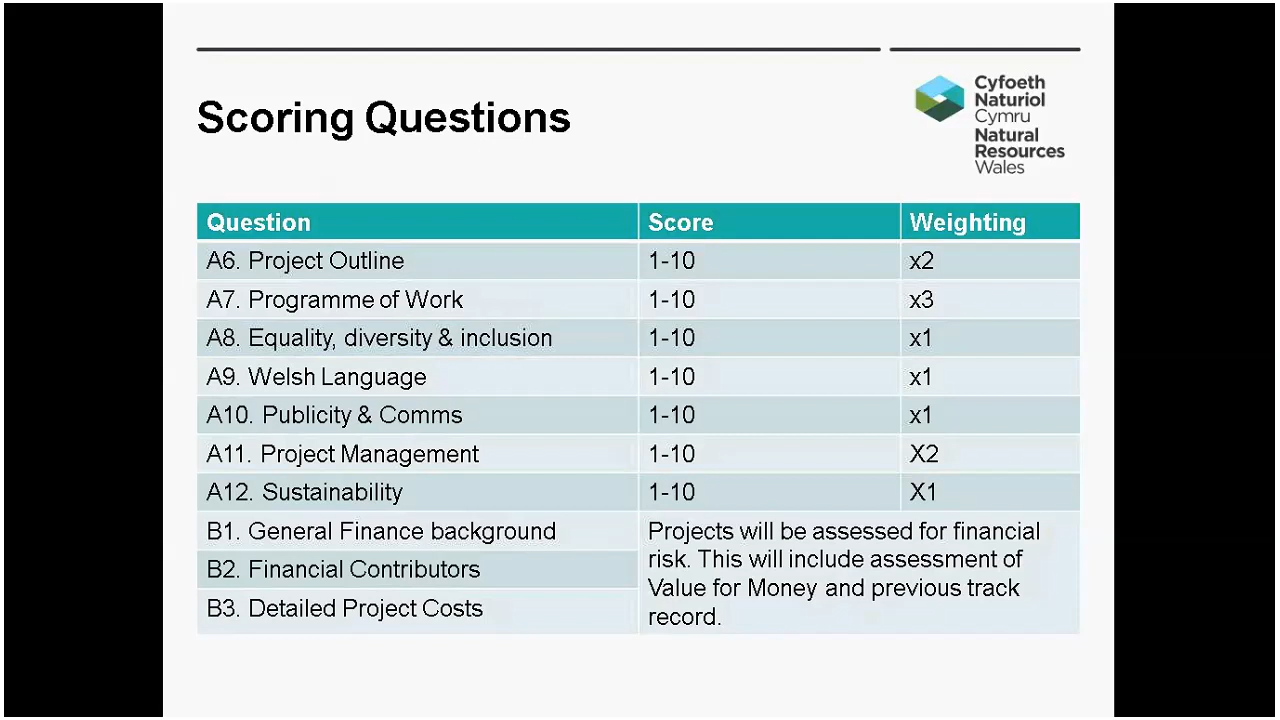 Scoring Questions
Cyfoeth
Naturiol
Cymru
Natural
Resources
Wales
Question Score Weighting
A6. Project Outline 1-10 x2
A7. Programme of Work 1-10 x3
A8. Equality, diversity & inclusion 1-10 x1
A9. Welsh Language 1-10 x1
A10. Publicity & Comms 1-10 x1
A11. Project Management 1-10 X2
A12. Sustainability 1-10 X1
B1. General Finance background
B2. Financial Contributors
B3. Detailed Project Costs
Projects will be assessed for financial
risk. This will include assessment of
Value for Money and previous track
record.